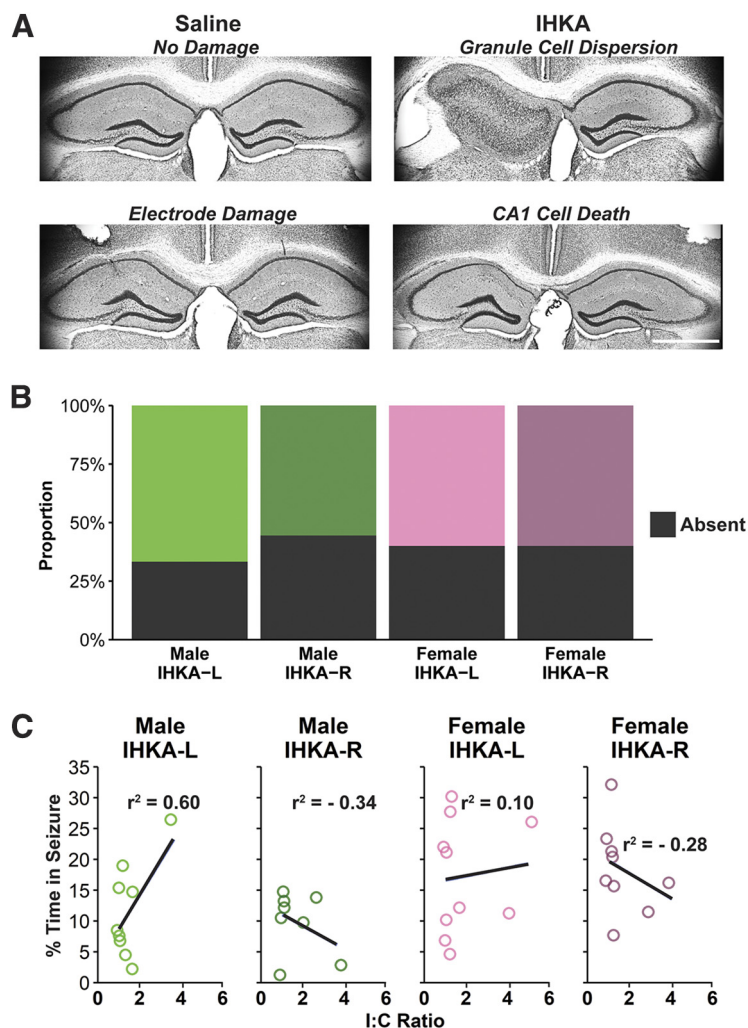 A
Saline
IHKA
No Damage
Granule Cell Dispersion
Electrode Damage
CA1 Cell Death
B
100%
75%
50%
25%
0%
Proportion
Absent
Male
IHKA−L
Male
IHKA−R
Female
IHKA−L
Female
IHKA−R
C
Male
IHKA-L
Male
IHKA-R
Female
IHKA-L
Female
IHKA-R
% Time in Seizure
35
30
25
20
15
10
5
0
r² = 0.60
r² = - 0.34
r² = 0.10
r² = - 0.28
0 2 4 6
0 2 4 6
0 2 4 6
0 2 4 6
I:C Ratio